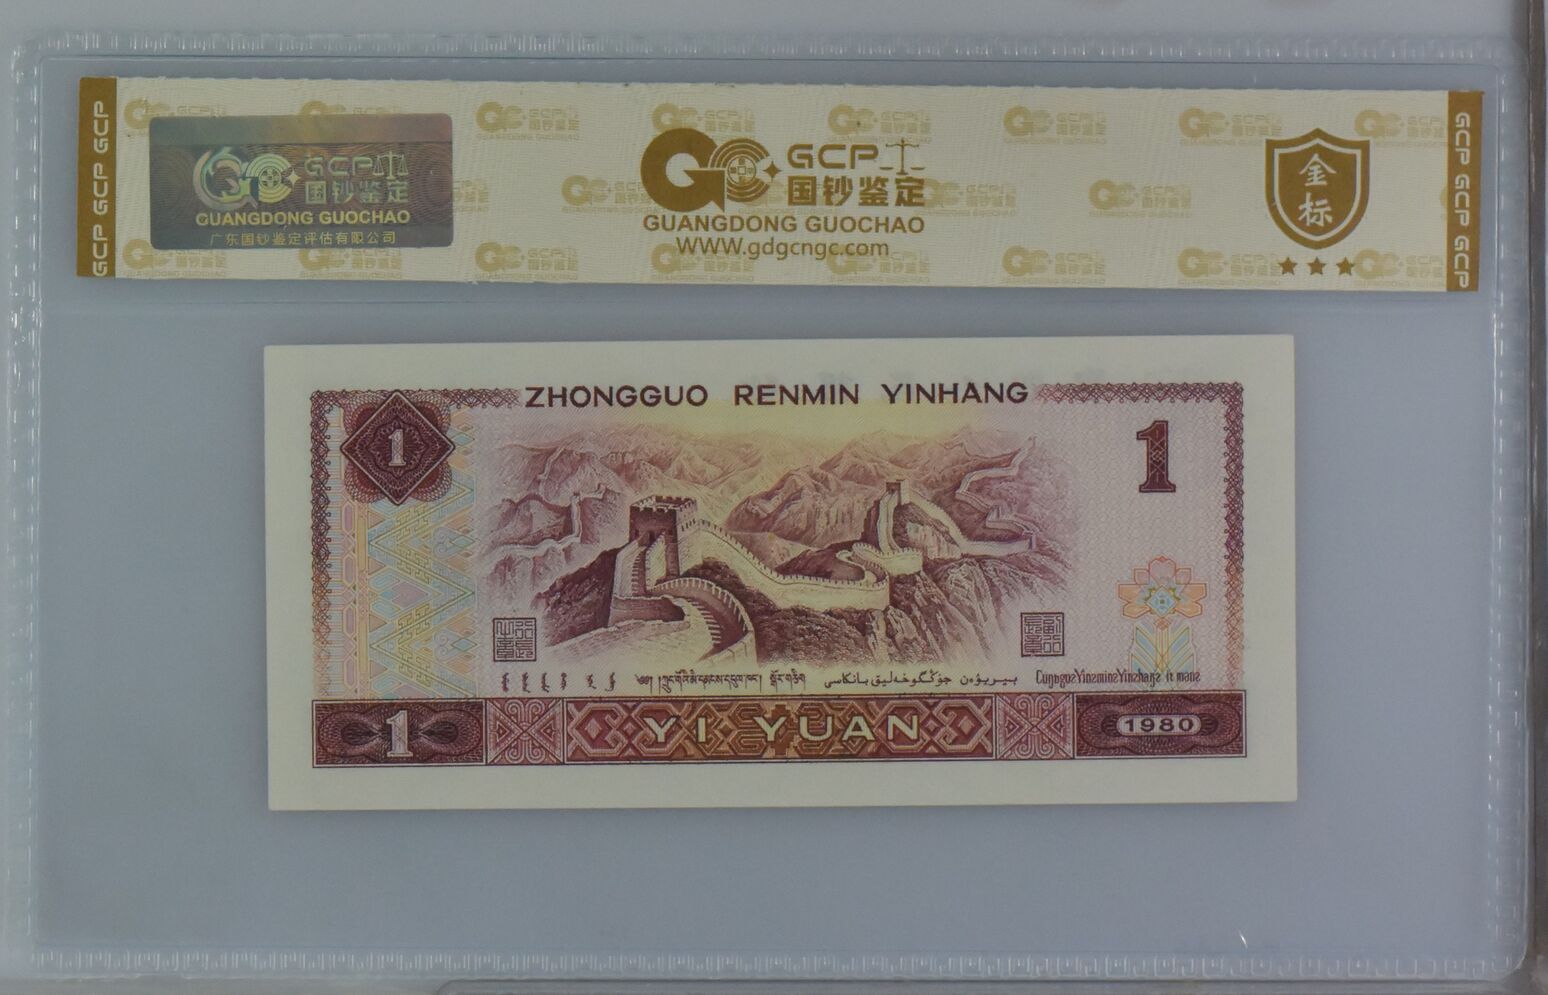 GCP GCP GCP
GCP
国钞鉴定
GUANGDONG GUOCHAO
广东国钞鉴定评估有限公司
GCP
国钞鉴定
GUANGDONG GUOCHAO
WWW.gdgcngc.com
金
标
GCP GCP GCP
ZHONGGUO RENMIN YINHANG
1
1
1
YI YUAN
1980